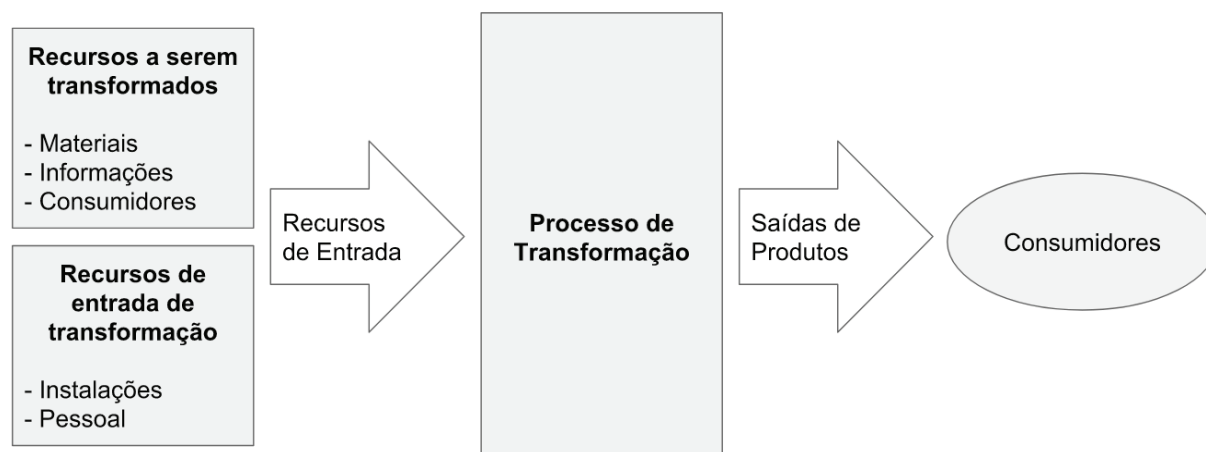 Recursos a serem
transformados
- Materiais
- Informações
- Consumidores
Recursos de
entrada de
transformação
- Instalações
- Pessoal
Recursos
de Entrada
Processo de
Transformação
Saídas de
Produtos
Consumidores